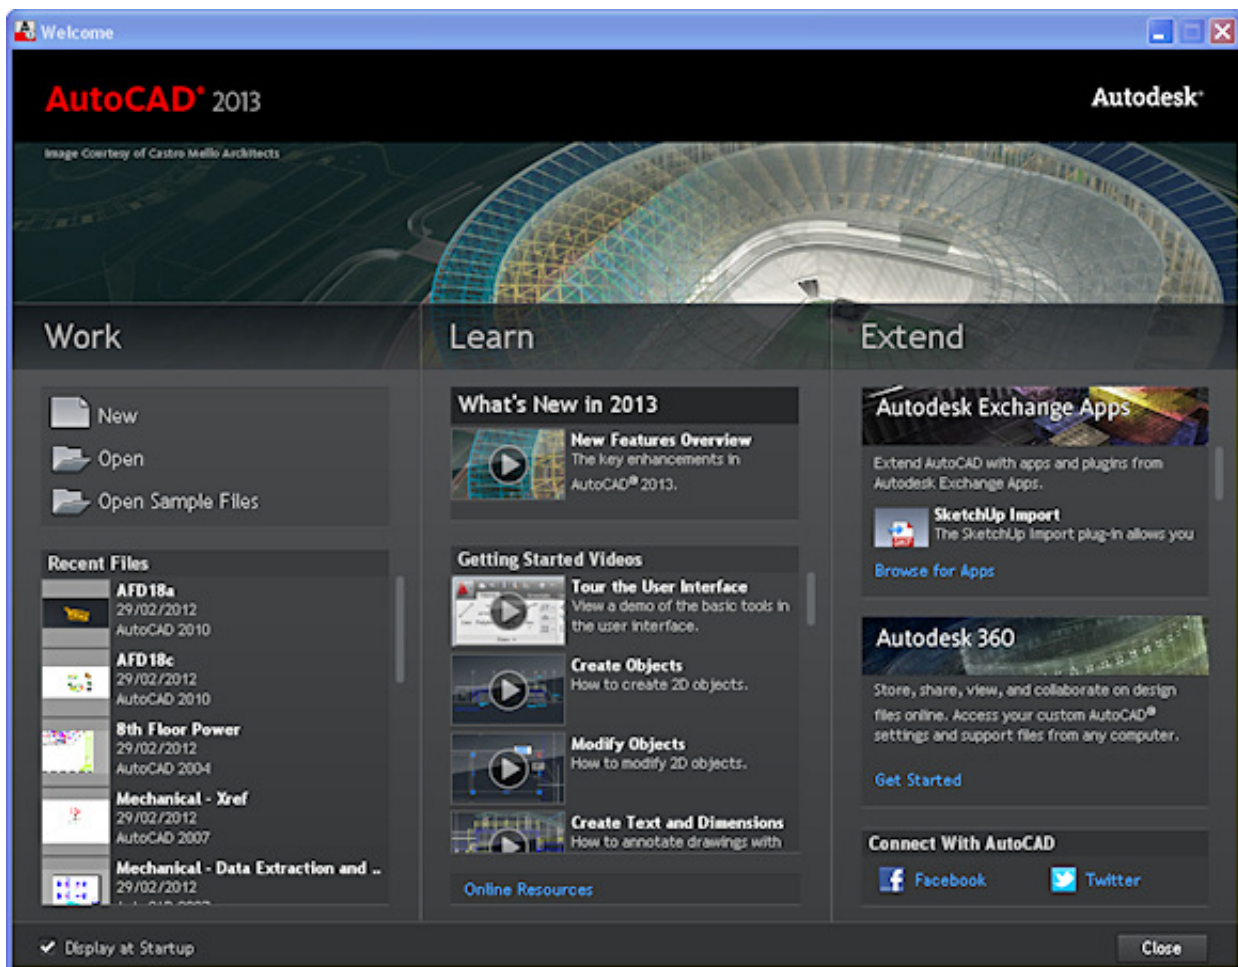 Welcome
AutoCAD® 2013
Autodesk®
Image Courtesy of Castro Mello Architects
Work
Learn
Extend
New
Open
Open Sample Files
Recent Files
AFD18a
29/02/2012
AutoCAD 2010
AFD18c
29/02/2012
AutoCAD 2010
8th Floor Power
29/02/2012
AutoCAD 2004
Mechanical - Xref
29/02/2012
AutoCAD 2007
Mechanical - Data Extraction and ..
29/02/2012
What's New in 2013
New Features Overview
The key enhancements in
AutoCAD® 2013.
Getting Started Videos
Tour the User Interface
View a demo of the basic tools in
the user interface.
Create Objects
How to create 2D objects.
Modify Objects
How to modify 2D objects.
Create Text and Dimensions
How to annotate drawings with
Online Resources
Autodesk Exchange Apps
Extend AutoCAD with apps and plugins from
Autodesk Exchange Apps.
SketchUp Import
The SketchUp Import plug-in allows you
Browse for Apps
Autodesk 360
Store, share, view, and collaborate on design
files online. Access your custom AutoCAD®
settings and support files from any computer.
Get Started
Connect With AutoCAD
Facebook
Twitter
Display at Startup
Close